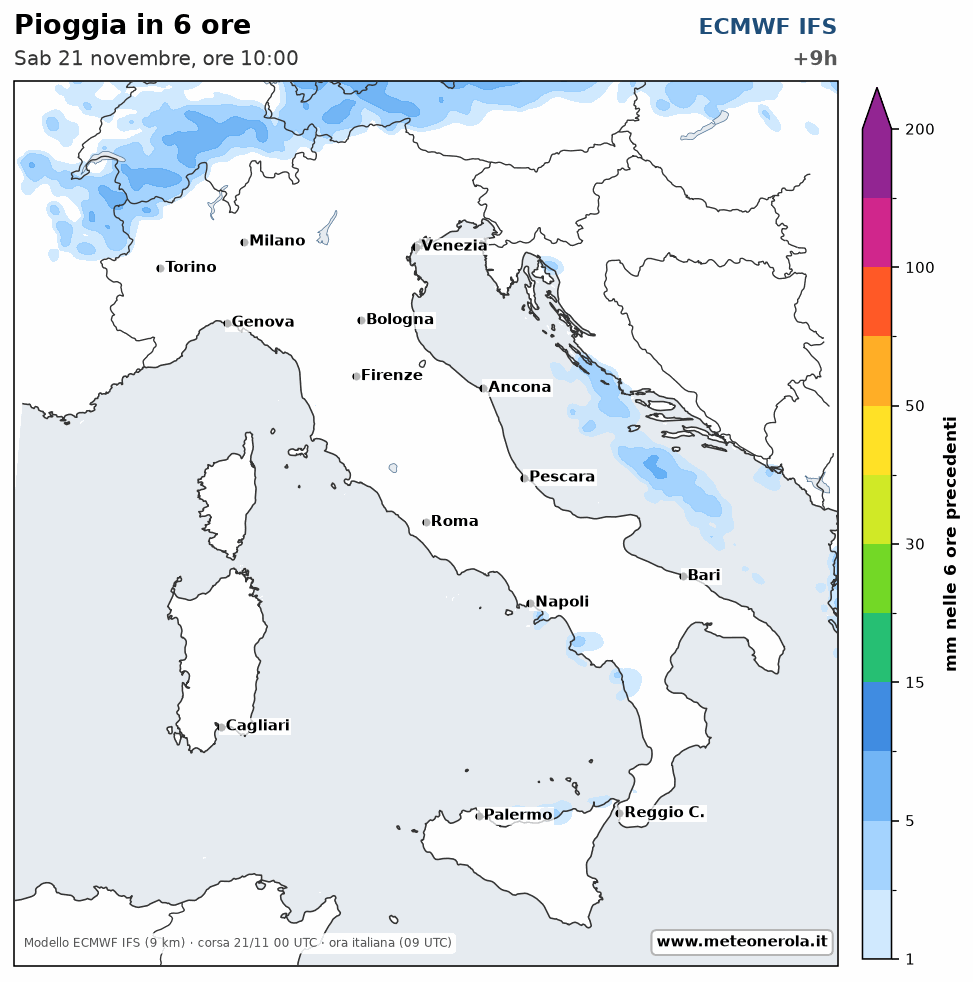 Pioggia in 6 ore
ECMWF IFS
Sab 21 novembre, ore 10:00
+9h
Milano
Venezia
Torino
Bologna
Genova
Firenze
Ancona
Pescara
Roma
Bari
Napoli
Cagliari
Palermo
Reggio C.
200
100
50
30
15
5
1
mm nelle 6 ore precedenti
Modello ECMWF IFS (9 km) · corsa 21/11 00 UTC · ora italiana (09 UTC)
www.meteonerola.it